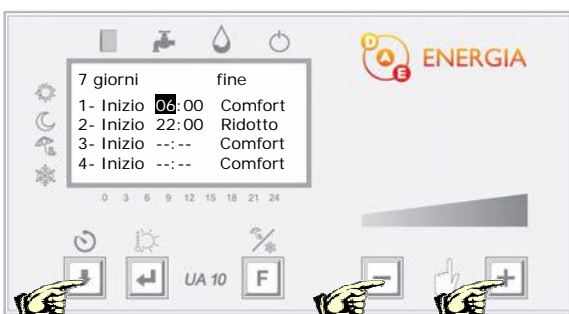 D A E ENERGIA
7 giorni fine
1- Inizio 06:00 Comfort
2- Inizio 22:00 Ridotto
3- Inizio --:-- Comfort
4- Inizio --:-- Comfort
0 3 6 9 12 15 18 21 24
UA 10 F - +